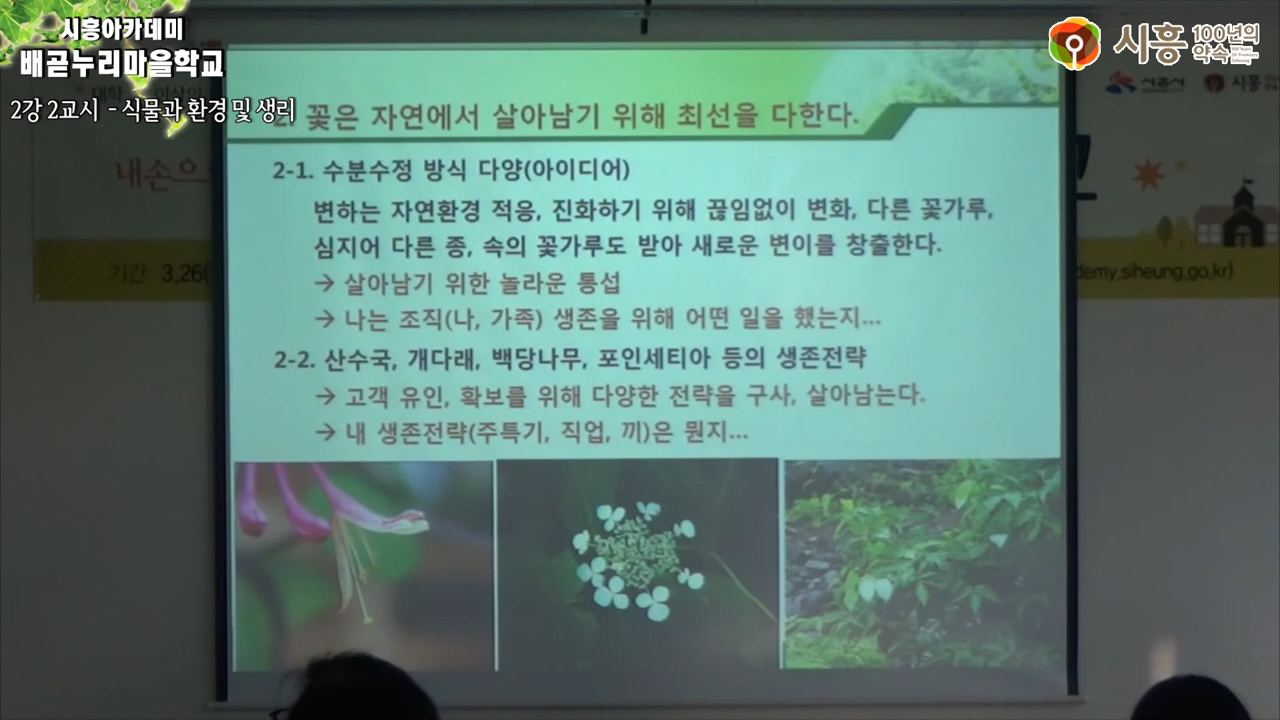 시흥아카데미
배곧누리마을학교
2강 2교시 - 식물과 환경 및 생리
시흥 100년의 약속
시흥시
시흥
꽃은 자연에서 살아남기 위해 최선을 다한다.
2-1. 수분수정 방식 다양(아이디어)
변하는 자연환경 적응, 진화하기 위해 끊임없이 변화, 다른 꽃가루,
심지어 다른 종, 속의 꽃가루도 받아 새로운 변이를 창출한다.
→ 살아남기 위한 놀라운 통섭
→ 나는 조직(나, 가족) 생존을 위해 어떤 일을 했는지...
2-2. 산수국, 개다래, 백당나무, 포인세티아 등의 생존전략
→ 고객 유인, 확보를 위해 다양한 전략을 구사, 살아남는다.
→ 내 생존전략(주특기, 직업, 끼)은 뭔지...
내손으
기간 3,26(
demy,siheung,go,kr)